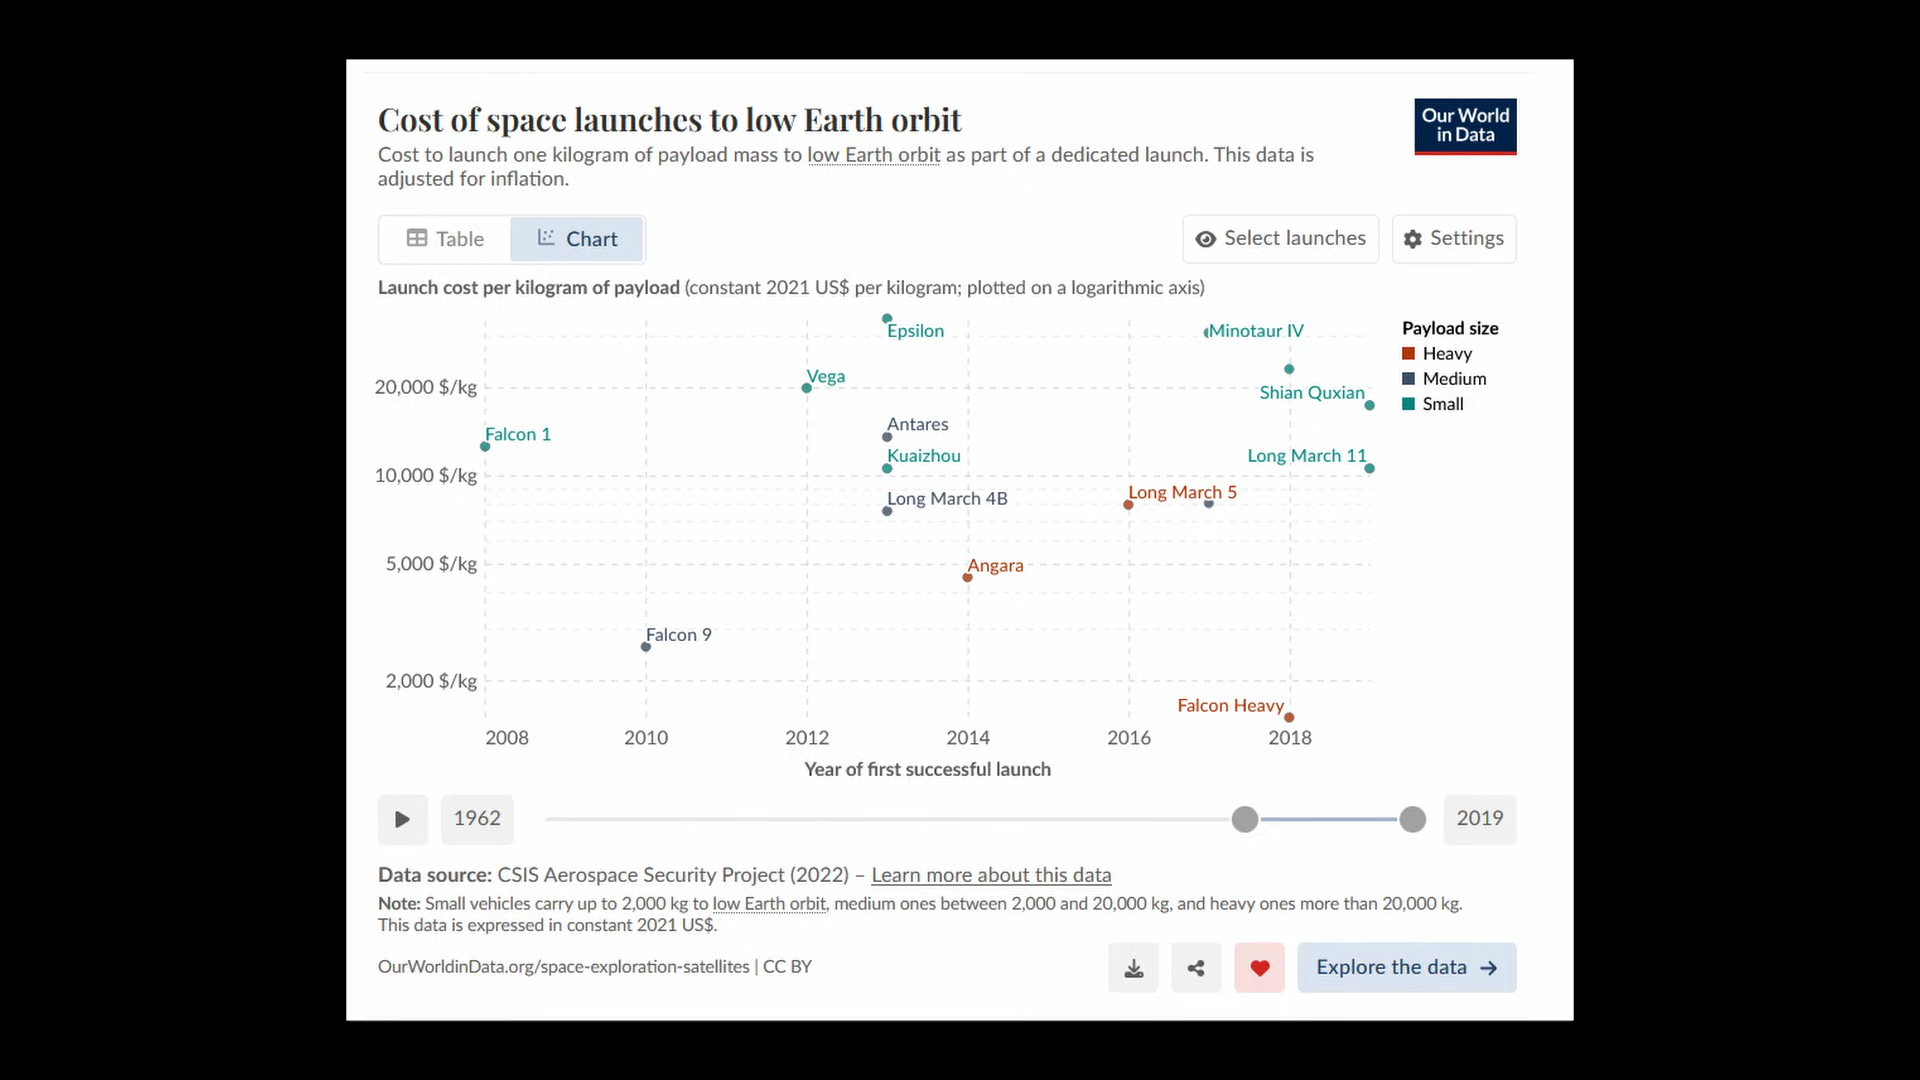 Cost of space launches to low Earth orbit
Our World
in Data
Cost to launch one kilogram of payload mass to low Earth orbit as part of a dedicated launch. This data is
adjusted for inflation.
Table
Chart
Select launches
Settings
Launch cost per kilogram of payload (constant 2021 US$ per kilogram; plotted on a logarithmic axis)
Epsilon
Minotaur IV
Payload size
Heavy
Medium
Small
Vega
20,000 $/kg
Shian Quxian
Antares
Falcon 1
Kuaizhou
Long March 11
10,000 $/kg
Long March 4B
Long March 5
5,000 $/kg
Angara
Falcon 9
2,000 $/kg
Falcon Heavy
2008
2010
2012
2014
2016
2018
Year of first successful launch
1962
2019
Data source: CSIS Aerospace Security Project (2022) – Learn more about this data
Note: Small vehicles carry up to 2,000 kg to low Earth orbit, medium ones between 2,000 and 20,000 kg, and heavy ones more than 20,000 kg.
This data is expressed in constant 2021 US$.
OurWorldinData.org/space-exploration-satellites | CC BY
Explore the data